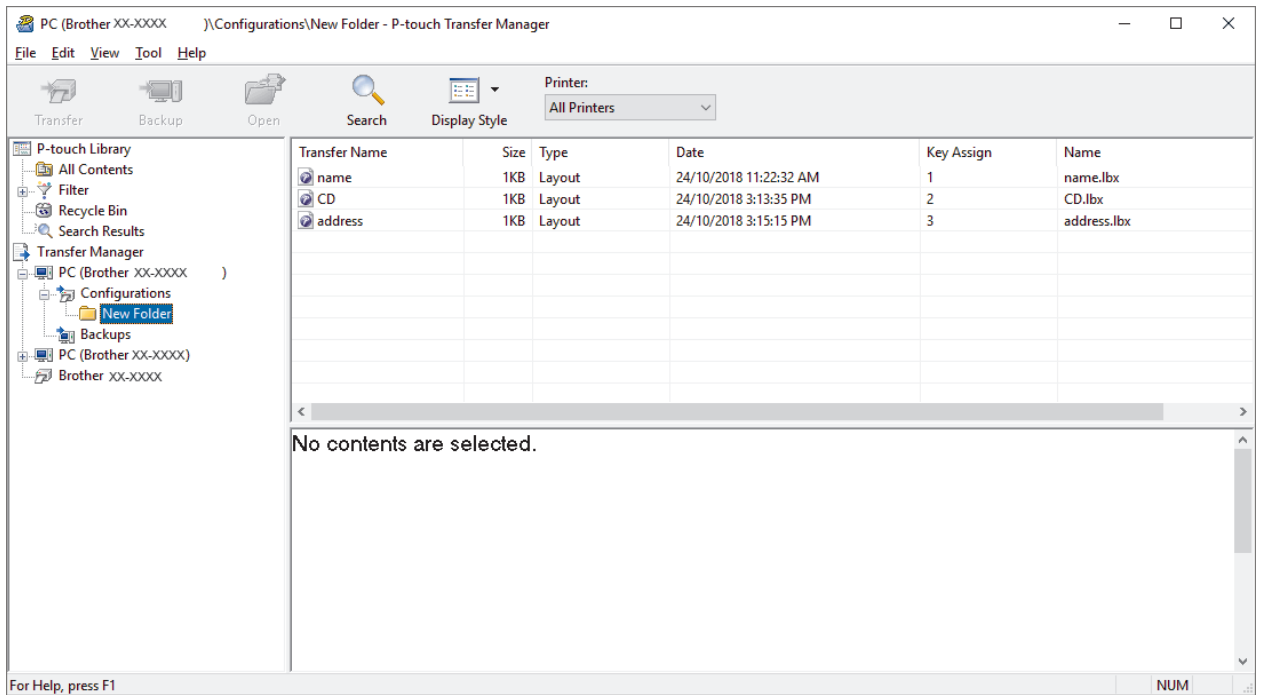 PC (Brother XX-XXXX )\Configurations\New Folder - P-touch Transfer Manager
File Edit View Tool Help
Transfer Backup Open Search Display Style
Printer:
All Printers
P-touch Library
All Contents
Filter
Recycle Bin
Search Results
Transfer Manager
PC (Brother XX-XXXX )
Configurations
New Folder
Backups
PC (Brother XX-XXXX)
Brother XX-XXXX
Transfer Name Size Type Date Key Assign Name
name 1KB Layout 24/10/2018 11:22:32 AM 1 name.lbx
CD 1KB Layout 24/10/2018 3:13:35 PM 2 CD.lbx
address 1KB Layout 24/10/2018 3:15:15 PM 3 address.lbx
No contents are selected.
For Help, press F1 NUM